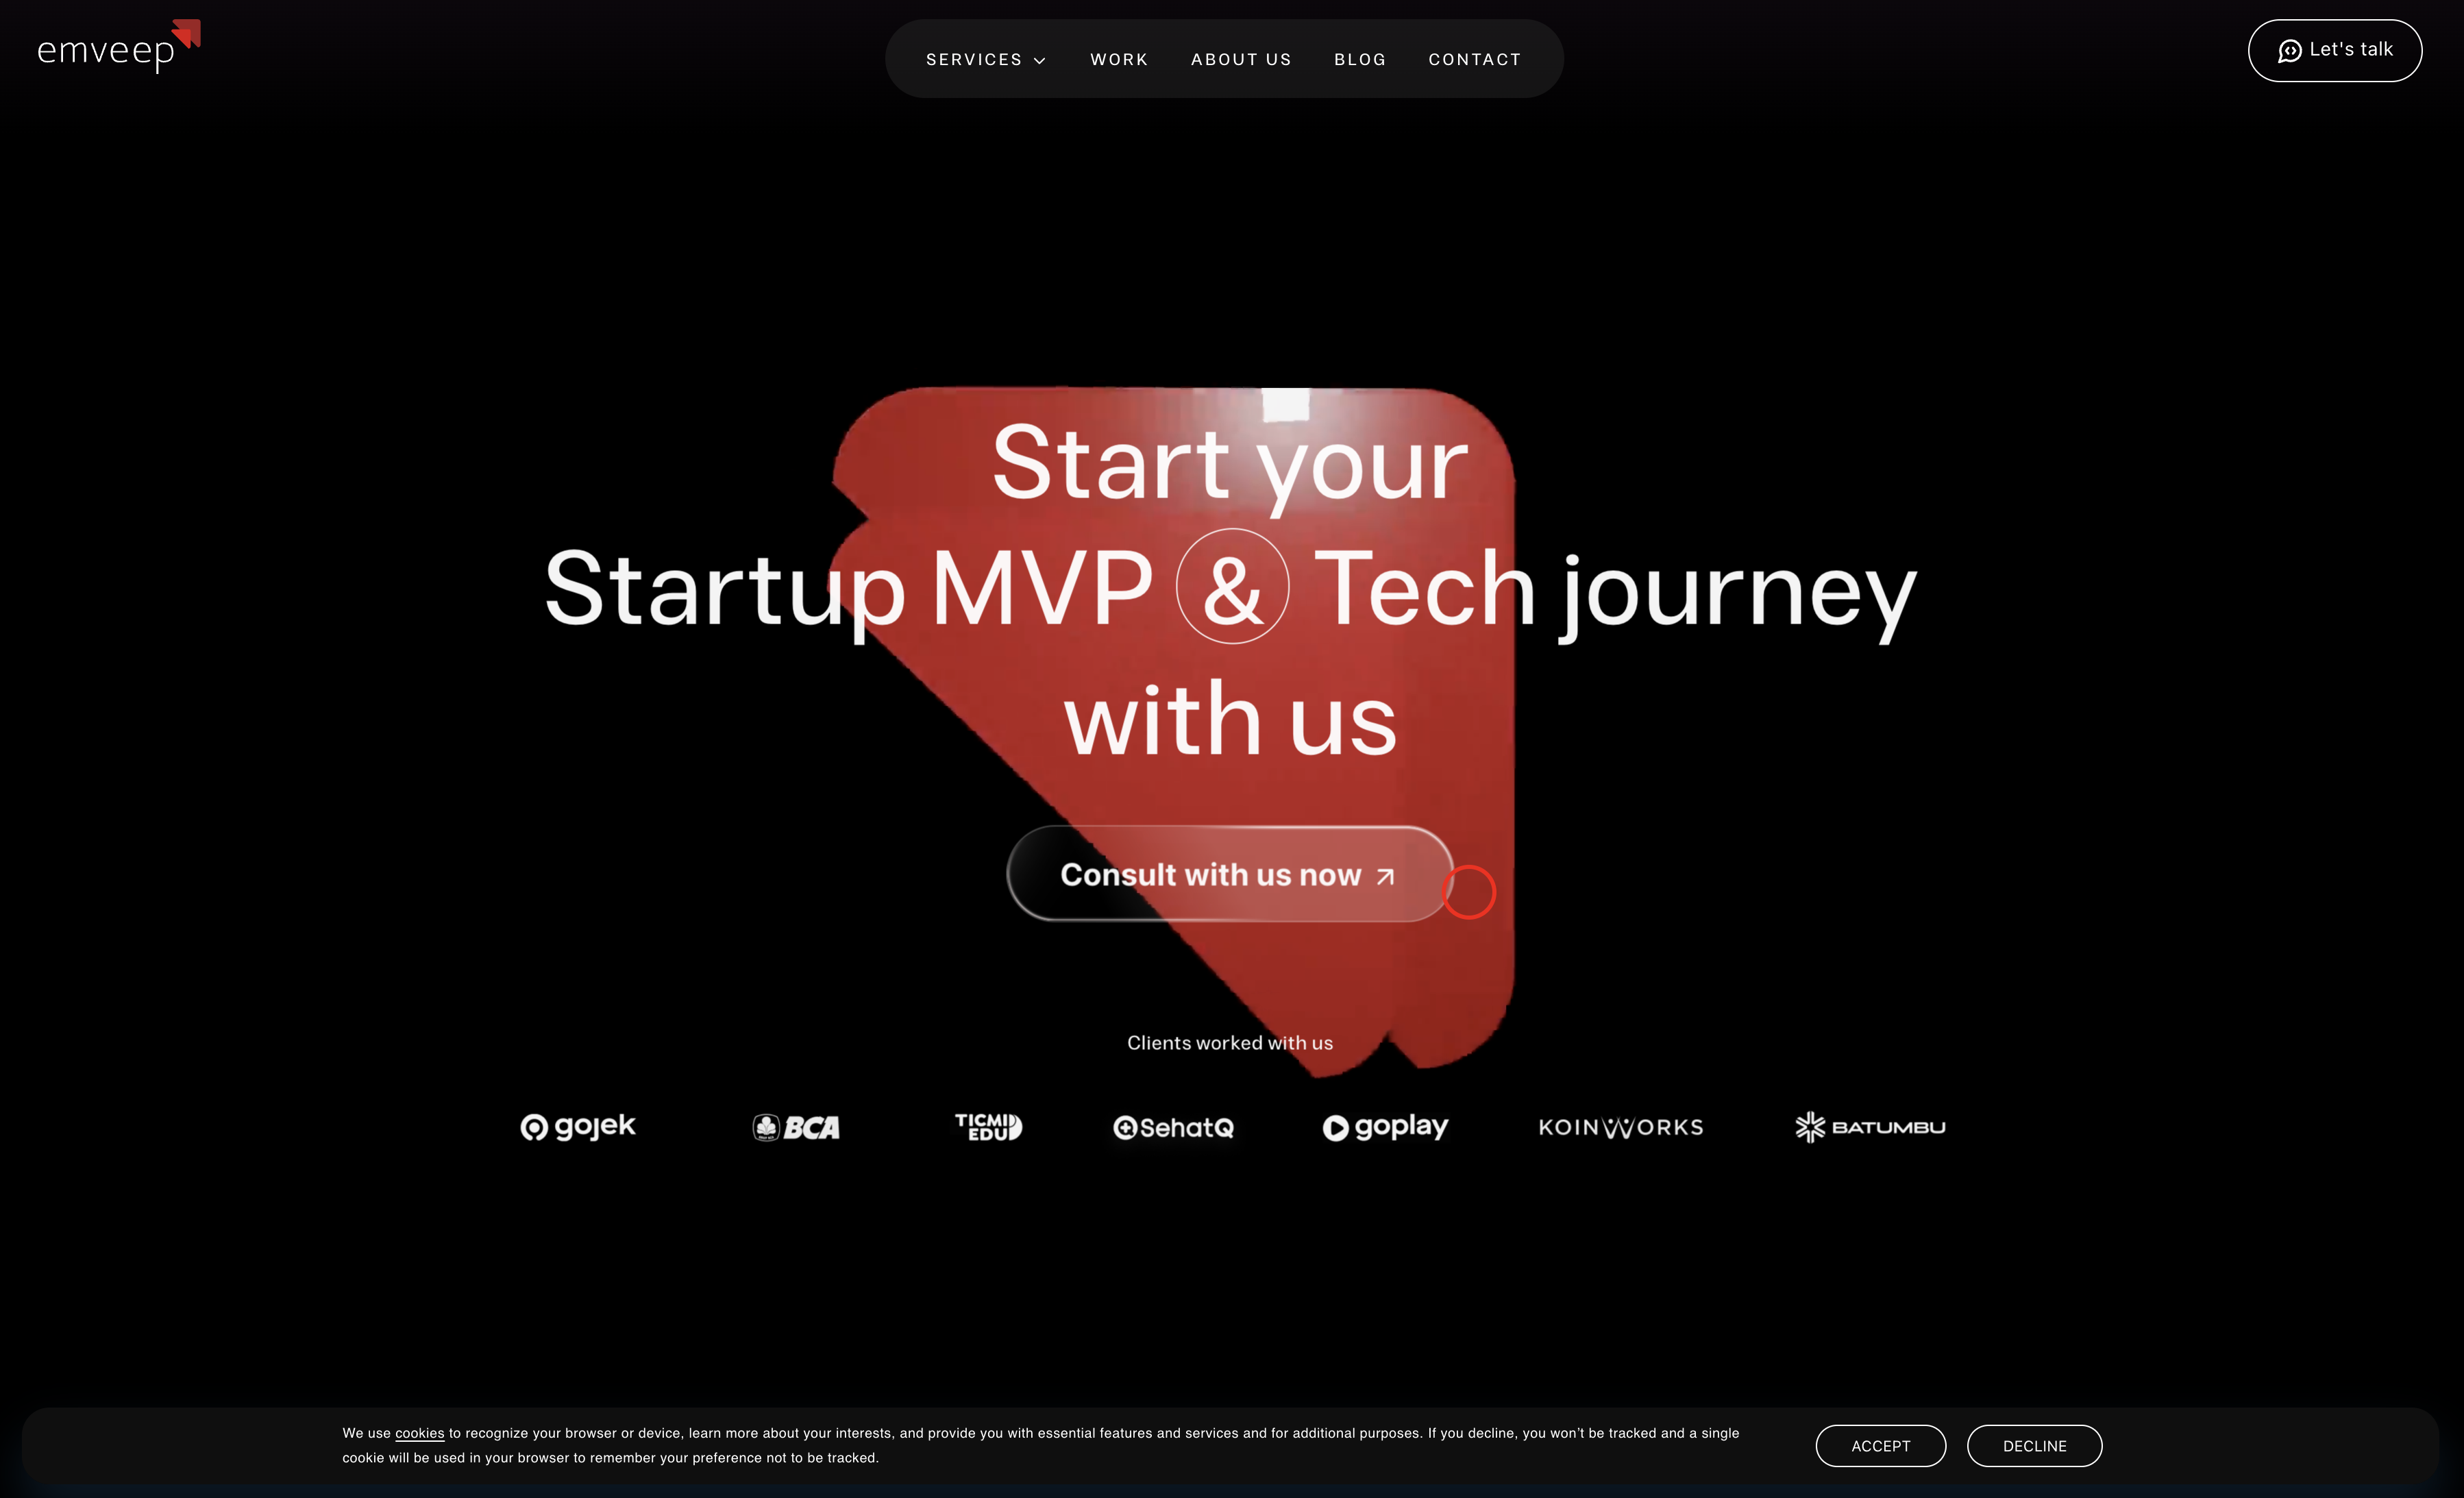 emveep
SERVICES
WORK
ABOUT US
BLOG
CONTACT
Let's talk
Start your
Startup MVP & Tech journey
with us
Consult with us now
Clients worked with us
gojek
BCA
TICMI
EDU
SehatQ
goplay
KOINWORKS
BATUMBU
We use cookies to recognize your browser or device, learn more about your interests, and provide you with essential features and services and for additional purposes. If you decline, you won't be tracked and a single
cookie will be used in your browser to remember your preference not to be tracked.
ACCEPT
DECLINE